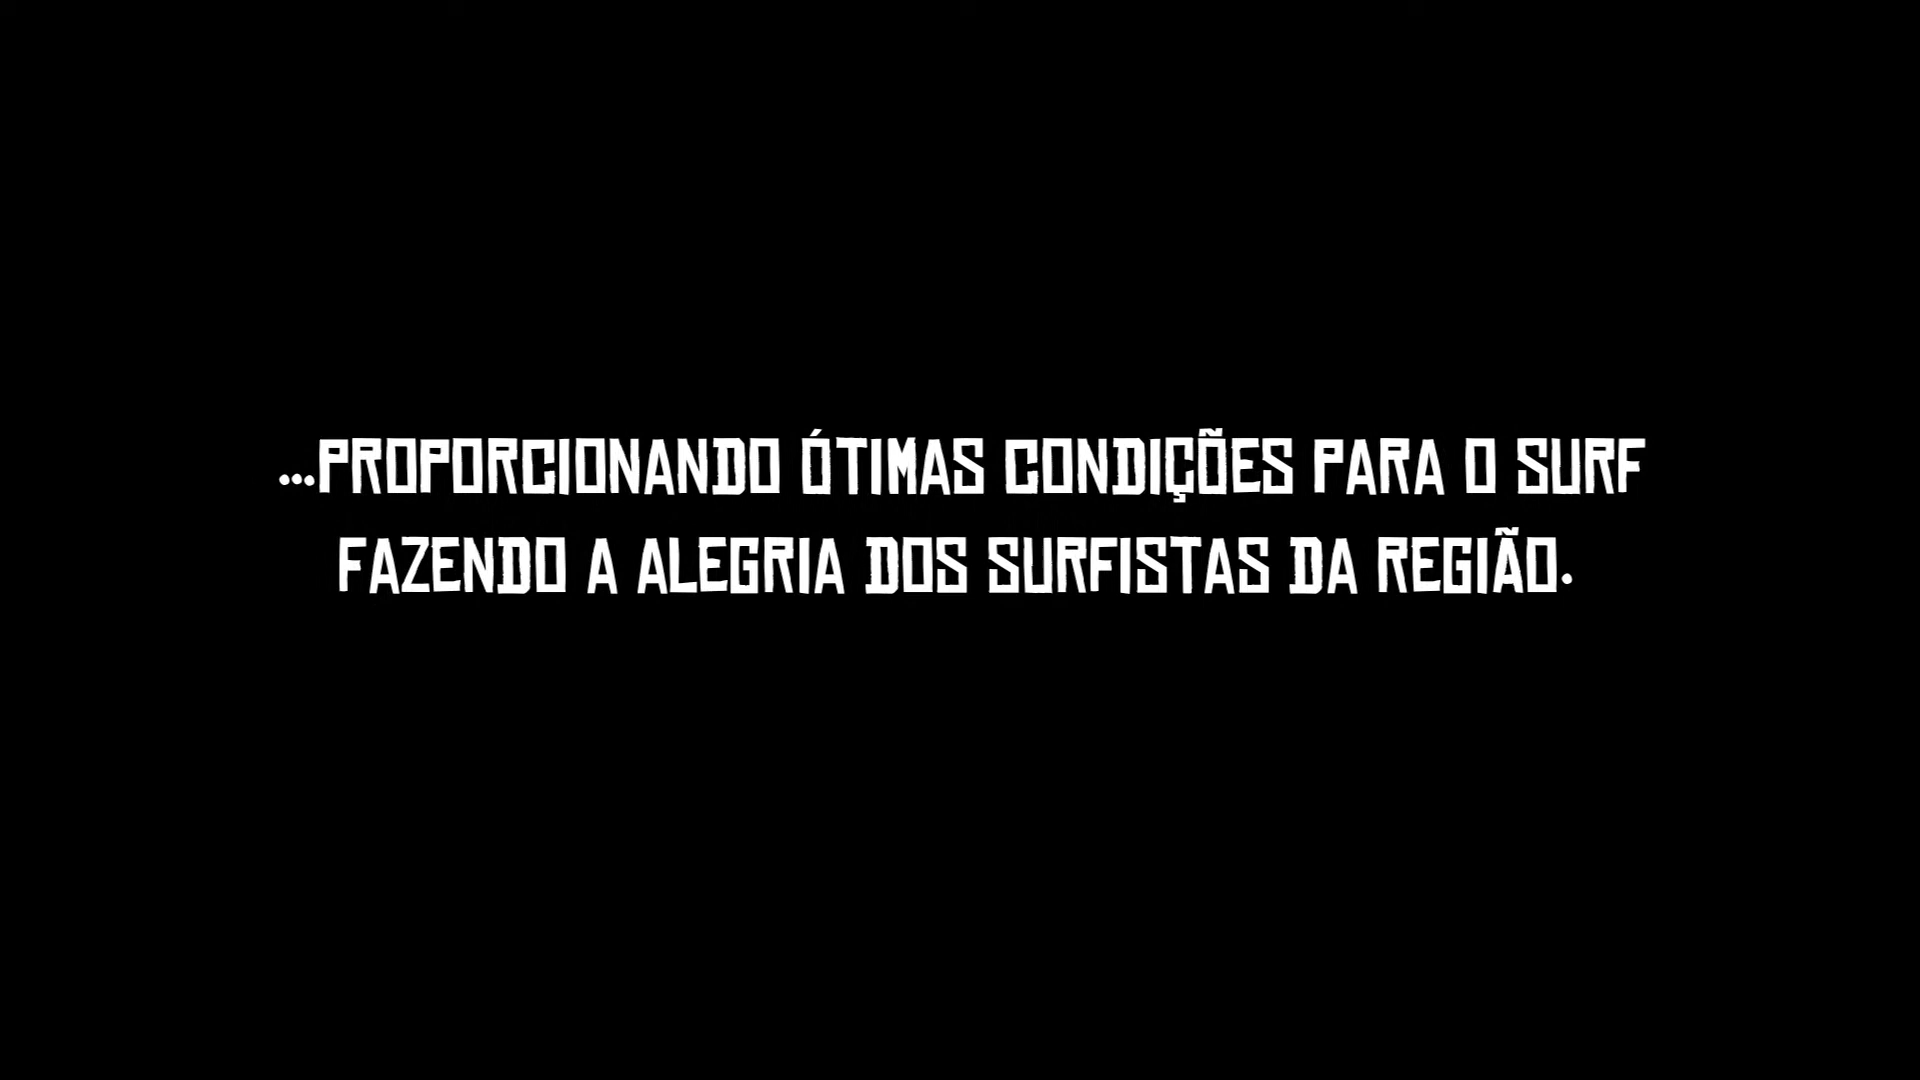 ...PROPORCIONANDO ÓTIMAS CONDIÇÕES PARA O SURF
FAZENDO A ALEGRIA DOS SURFISTAS DA REGIÃO.